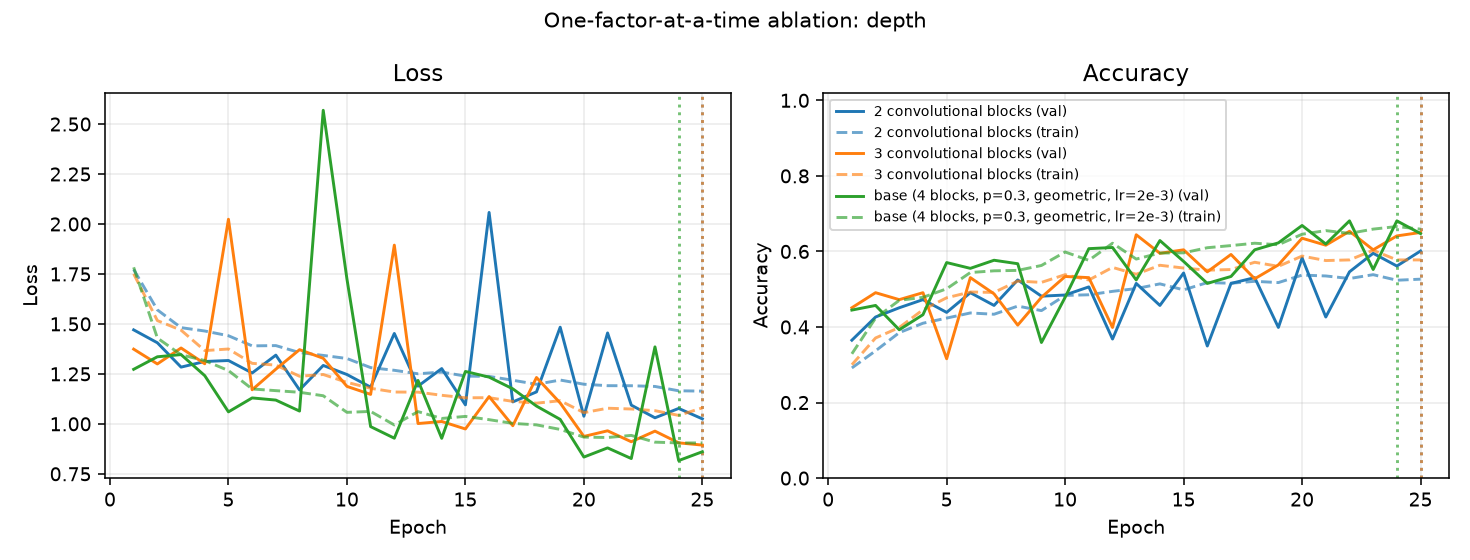 One-factor-at-a-time ablation: depth
Loss
Loss
2.50
2.25
2.00
1.75
1.50
1.25
1.00
0.75
0
5
10
15
20
25
Epoch
Accuracy
Accuracy
1.0
0.8
0.6
0.4
0.2
0.0
2 convolutional blocks (val)
2 convolutional blocks (train)
3 convolutional blocks (val)
3 convolutional blocks (train)
base (4 blocks, p=0.3, geometric, lr=2e-3) (val)
base (4 blocks, p=0.3, geometric, lr=2e-3) (train)
0
5
10
15
20
25
Epoch